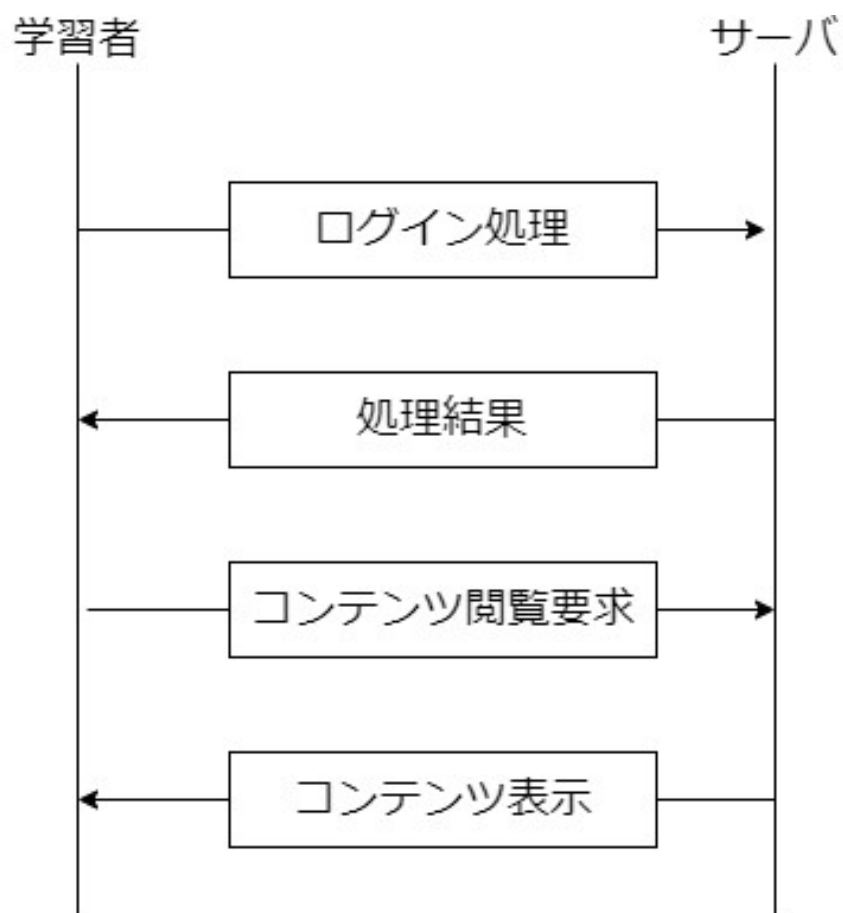 学習者
サーバ
ログイン処理
処理結果
コンテンツ閲覧要求
コンテンツ表示